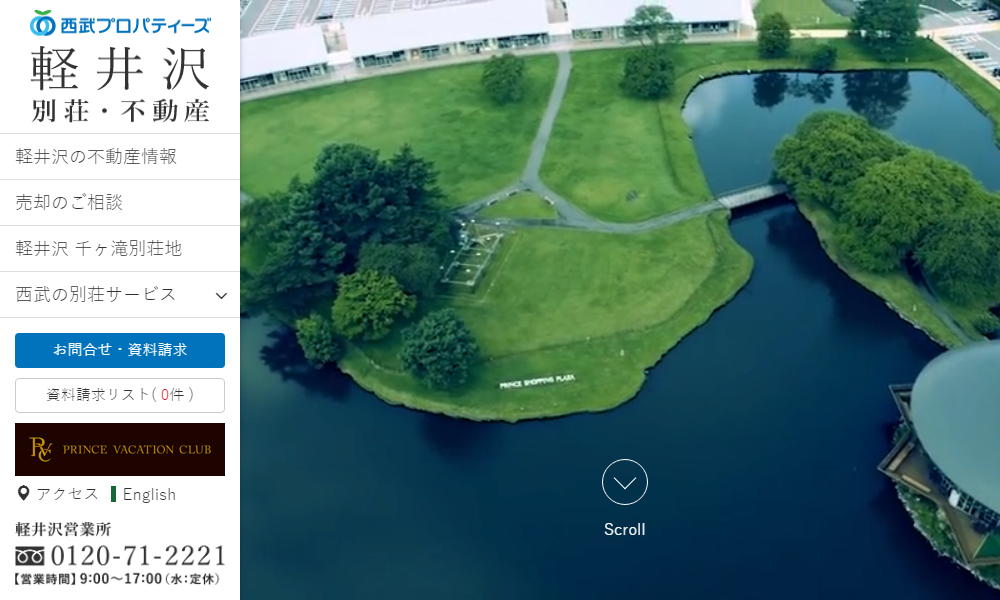 西武プロパティーズ
軽井沢
別荘・不動産
軽井沢の不動産情報
売却のご相談
軽井沢 千ヶ滝別荘地
西武の別荘サービス
お問合せ・資料請求
資料請求リスト( 0件 )
PRINCE VACATION CLUB
アクセス English
軽井沢営業所
0120-71-2221
【営業時間】9:00〜17:00（水：定休）
PRINCE SHOPPING PLAZA
Scroll